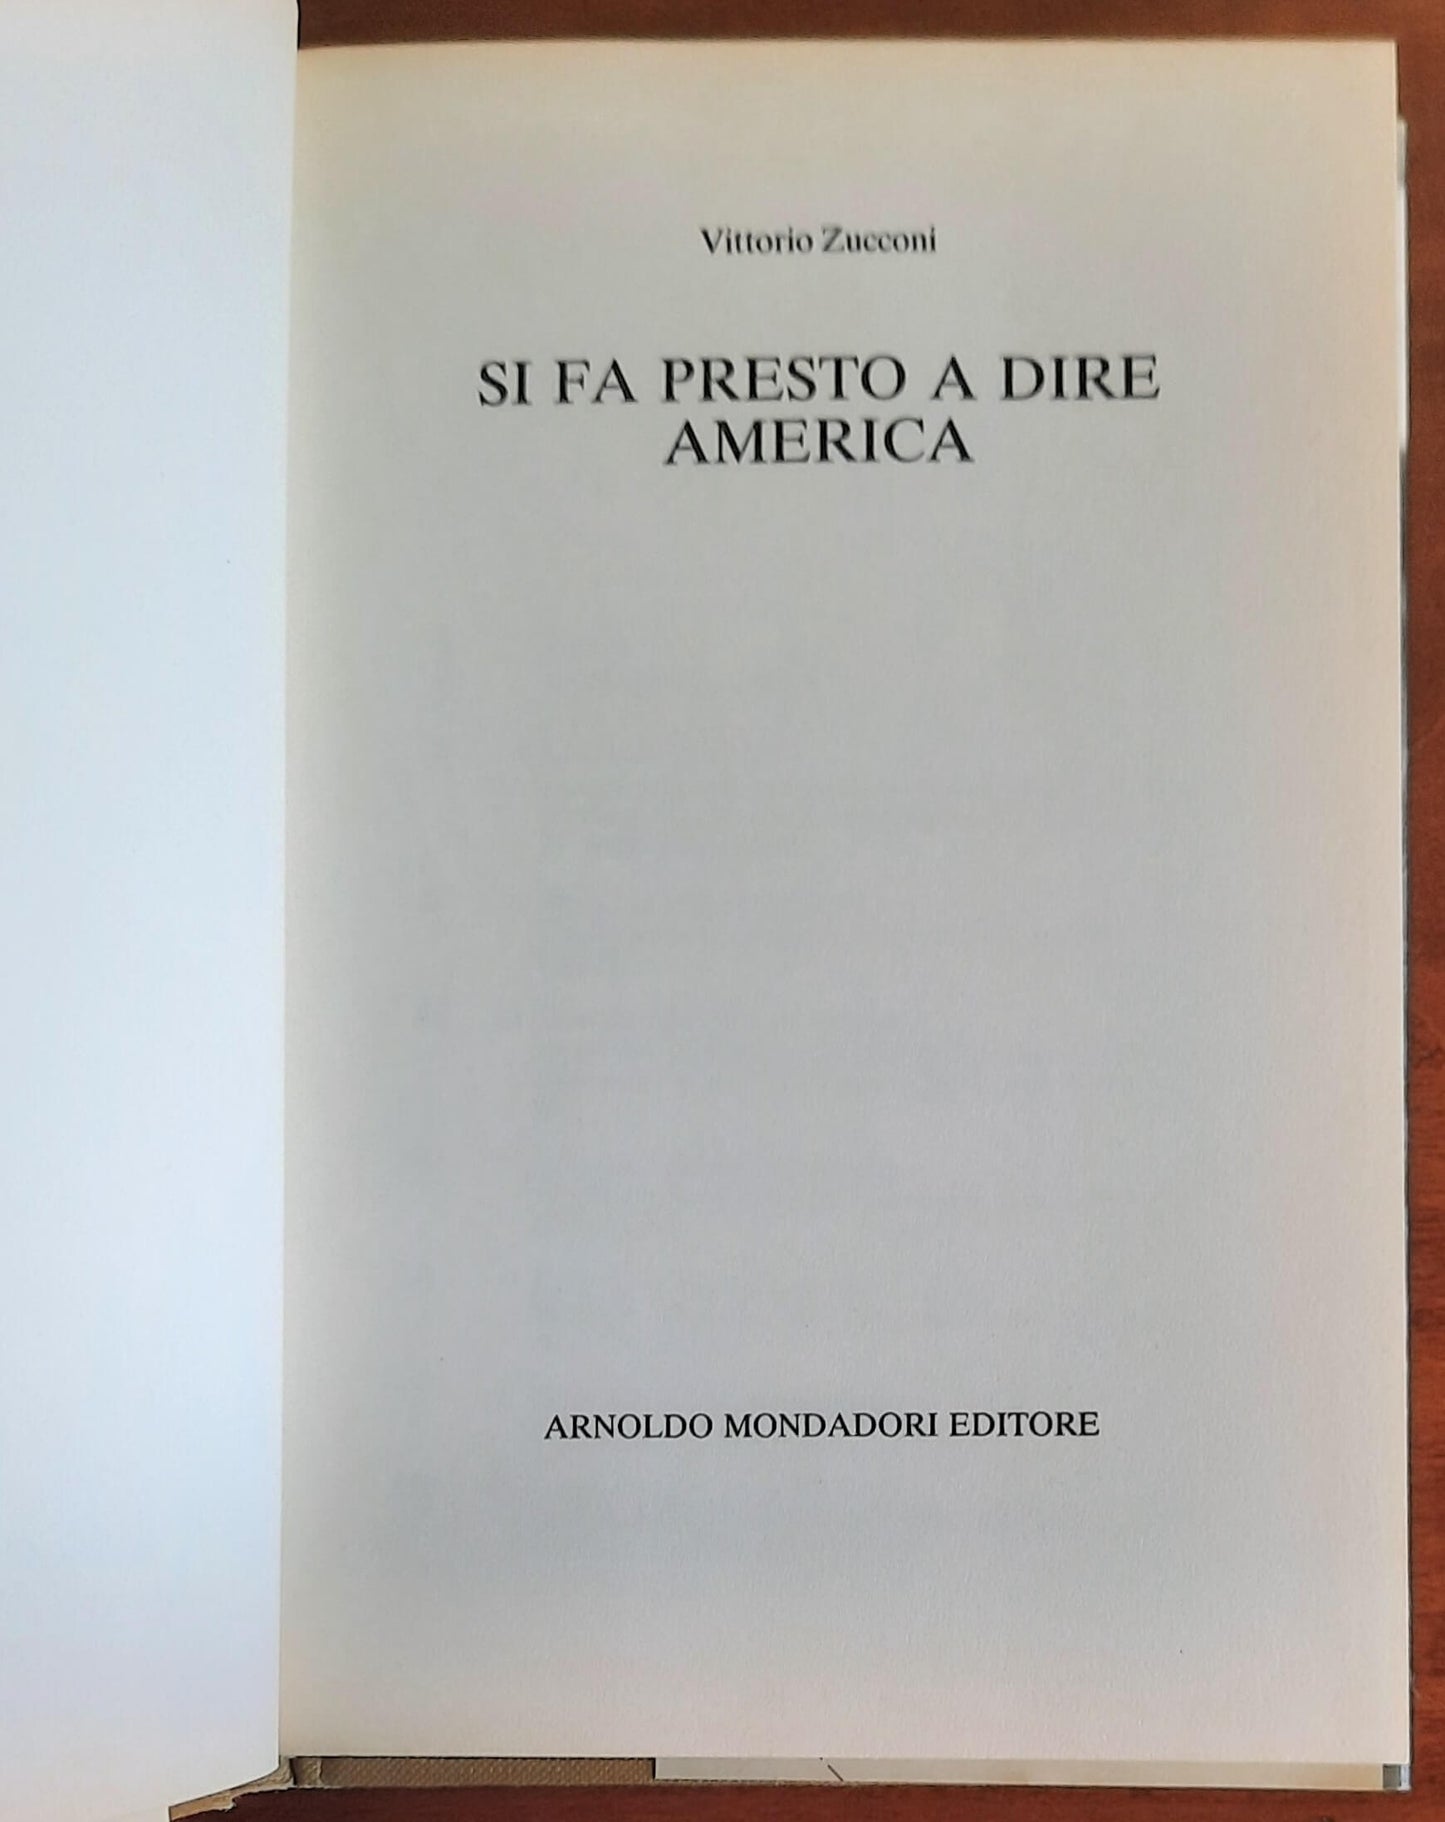 Vittorio Zucconi
SI FA PRESTO A DIRE
AMERICA
ARNOLDO MONDADORI EDITORE